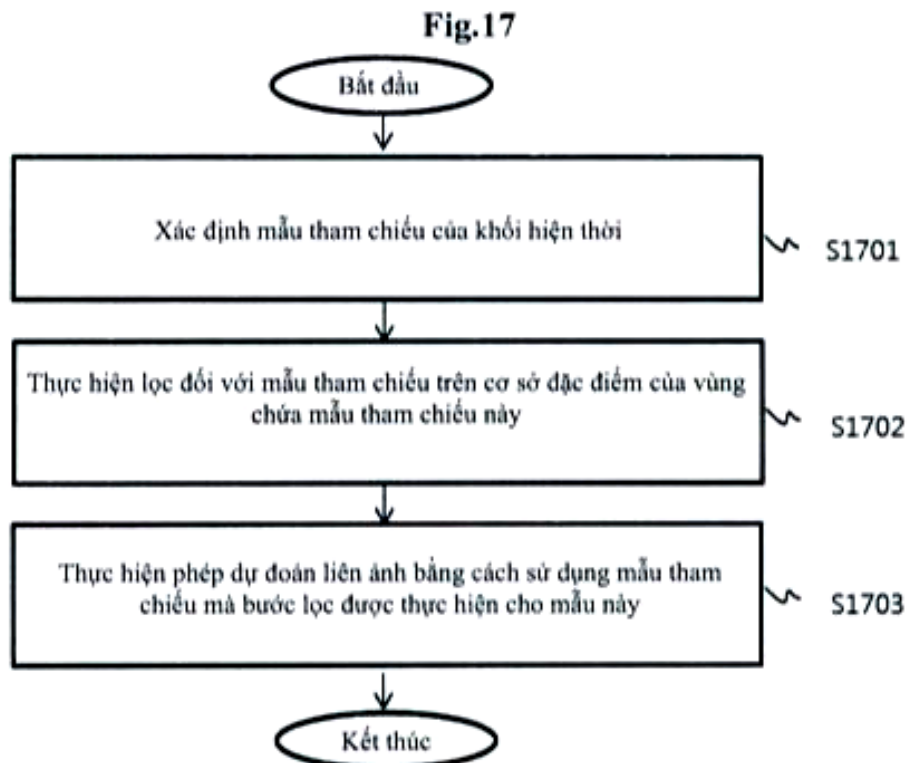 Fig.17
Bắt đầu
Xác định mẫu tham chiếu của khối hiện thời
S1701
Thực hiện lọc đối với mẫu tham chiếu trên cơ sở đặc điểm của vùng
chứa mẫu tham chiếu này
S1702
Thực hiện phép dự đoán liên ảnh bằng cách sử dụng mẫu tham
chiếu mà bước lọc được thực hiện cho mẫu này
S1703
Kết thúc